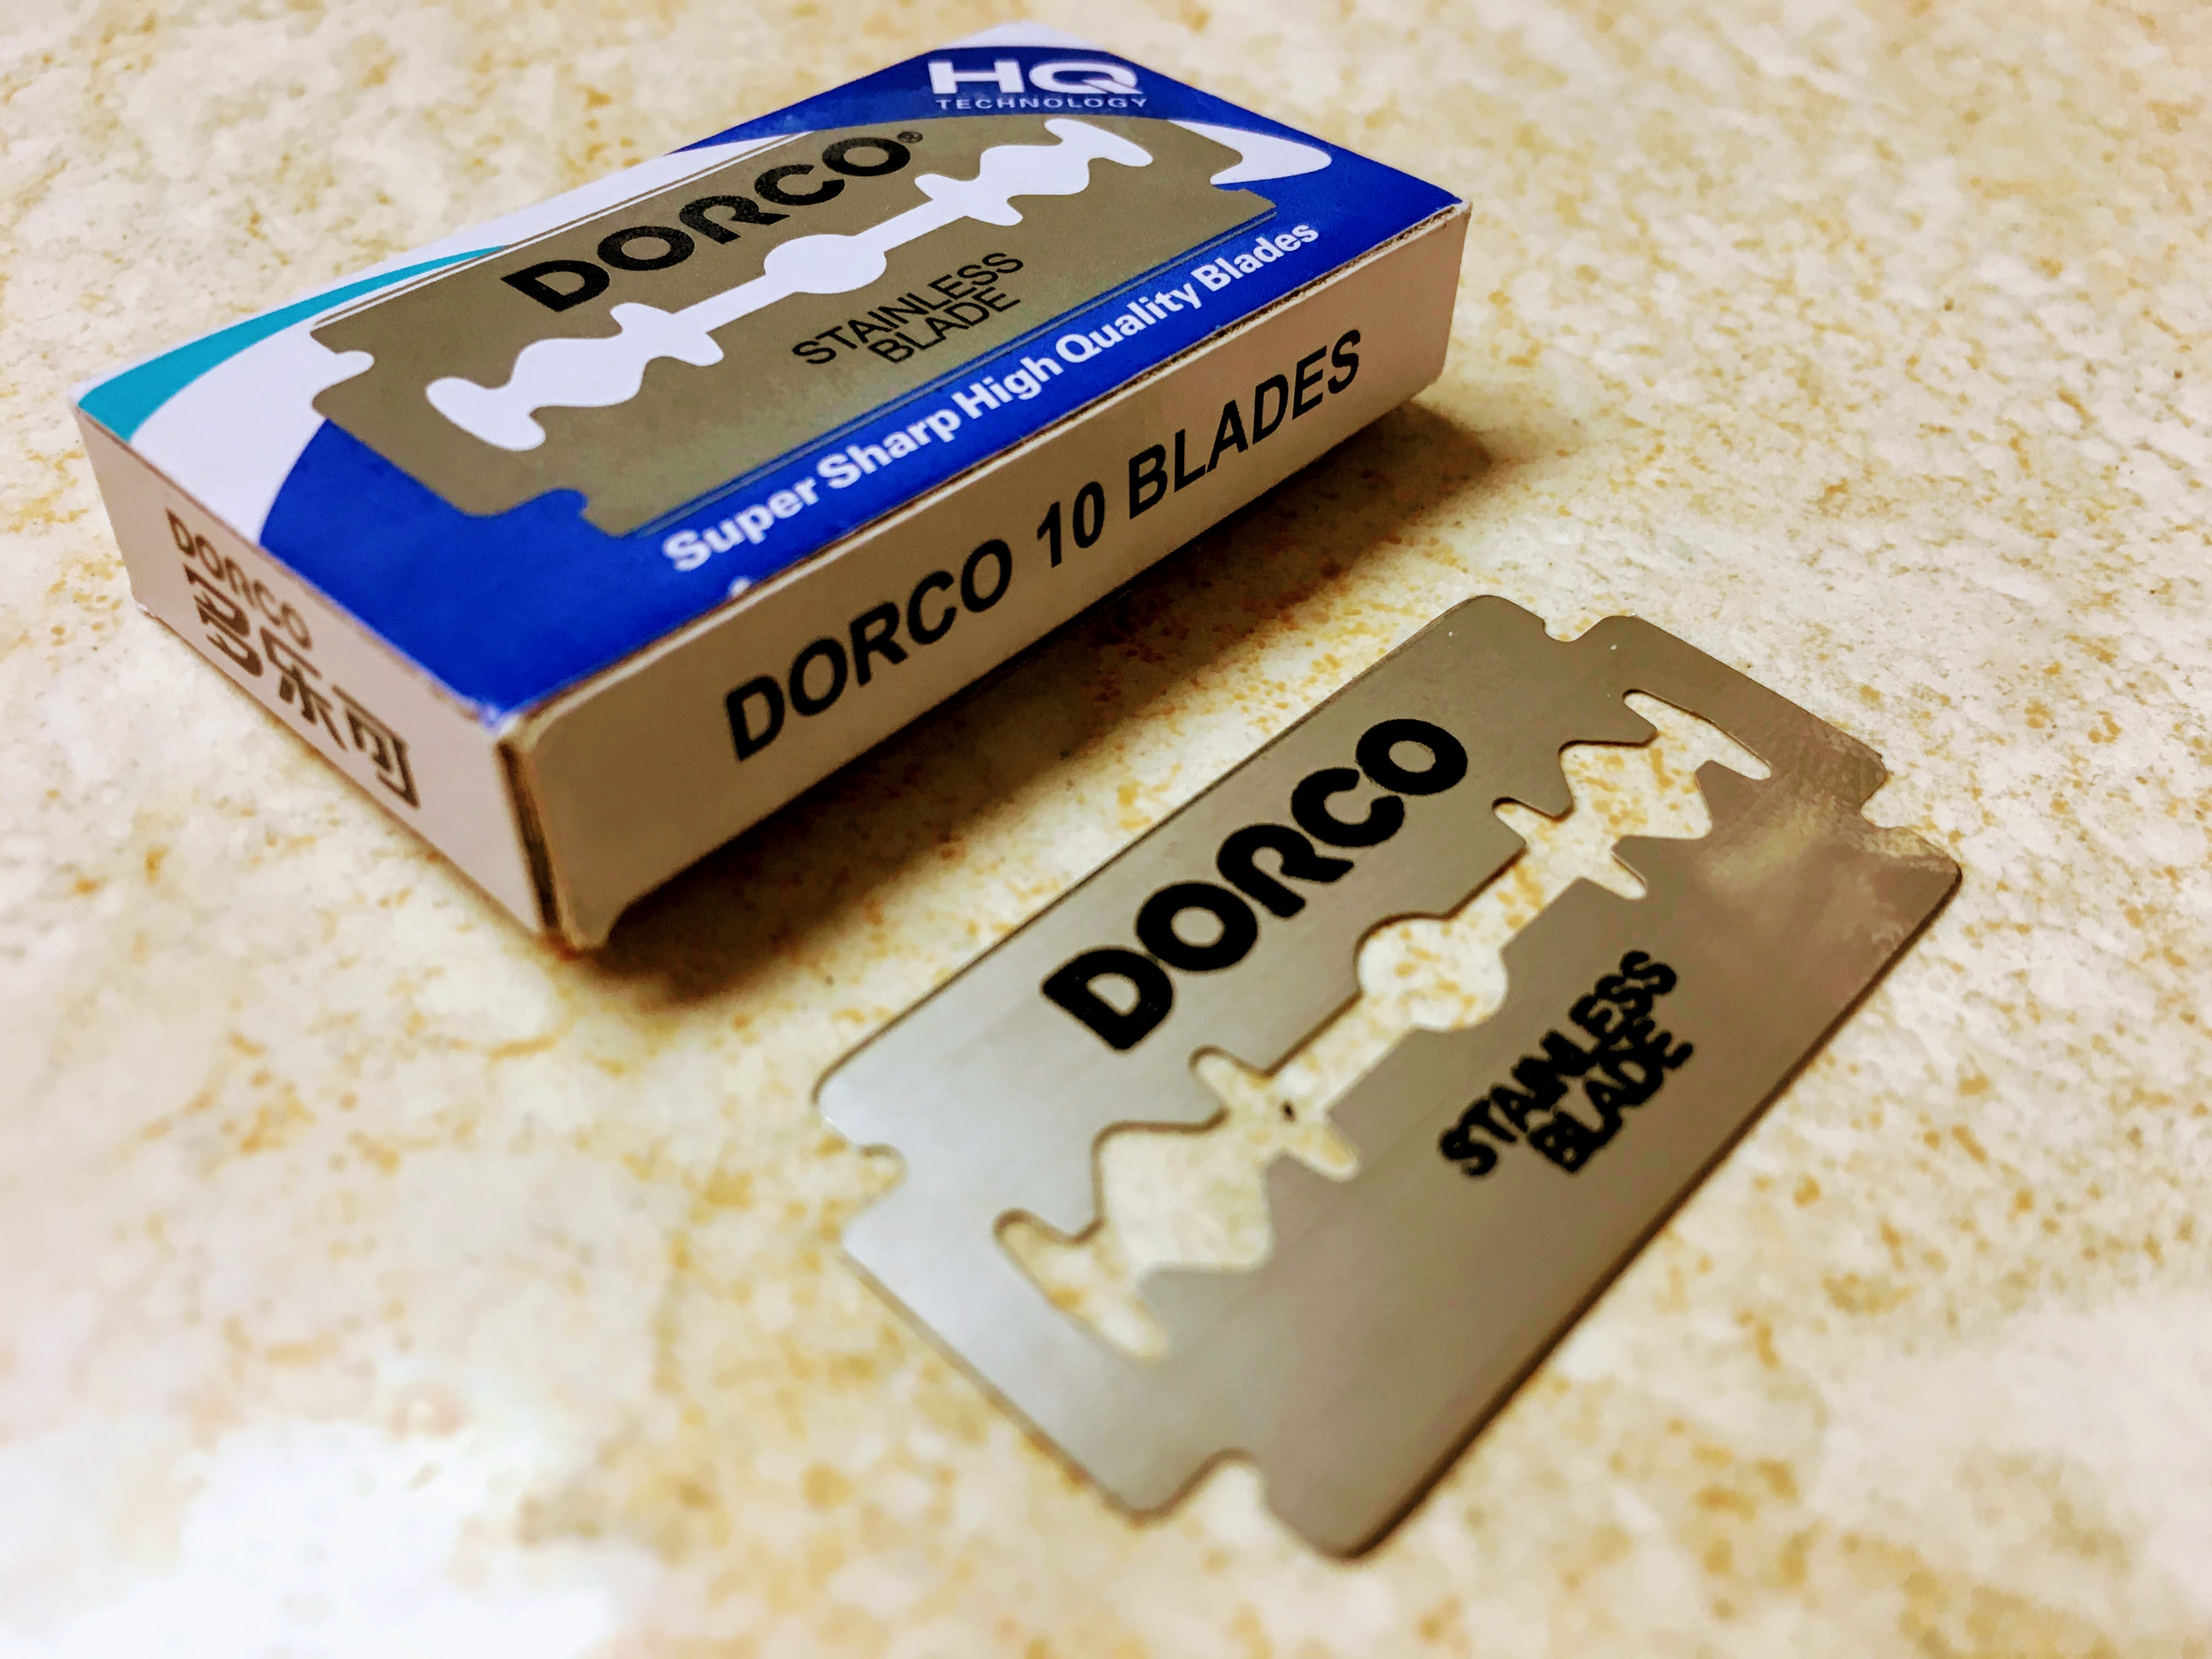 HQ
TECHNOLOGY
DORCO®
STAINLESS
BLADE
Super Sharp High Quality Blades
DORCO 10 BLADES
DORCO
DORCO
STAINLESS
BLADE